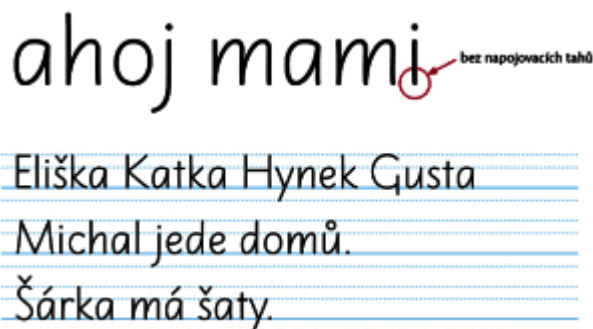 ahoj mami
bez napojovacích tahů
Eliška Katka Hynek Gusta
Michal jede domů.
Šárka má šaty.